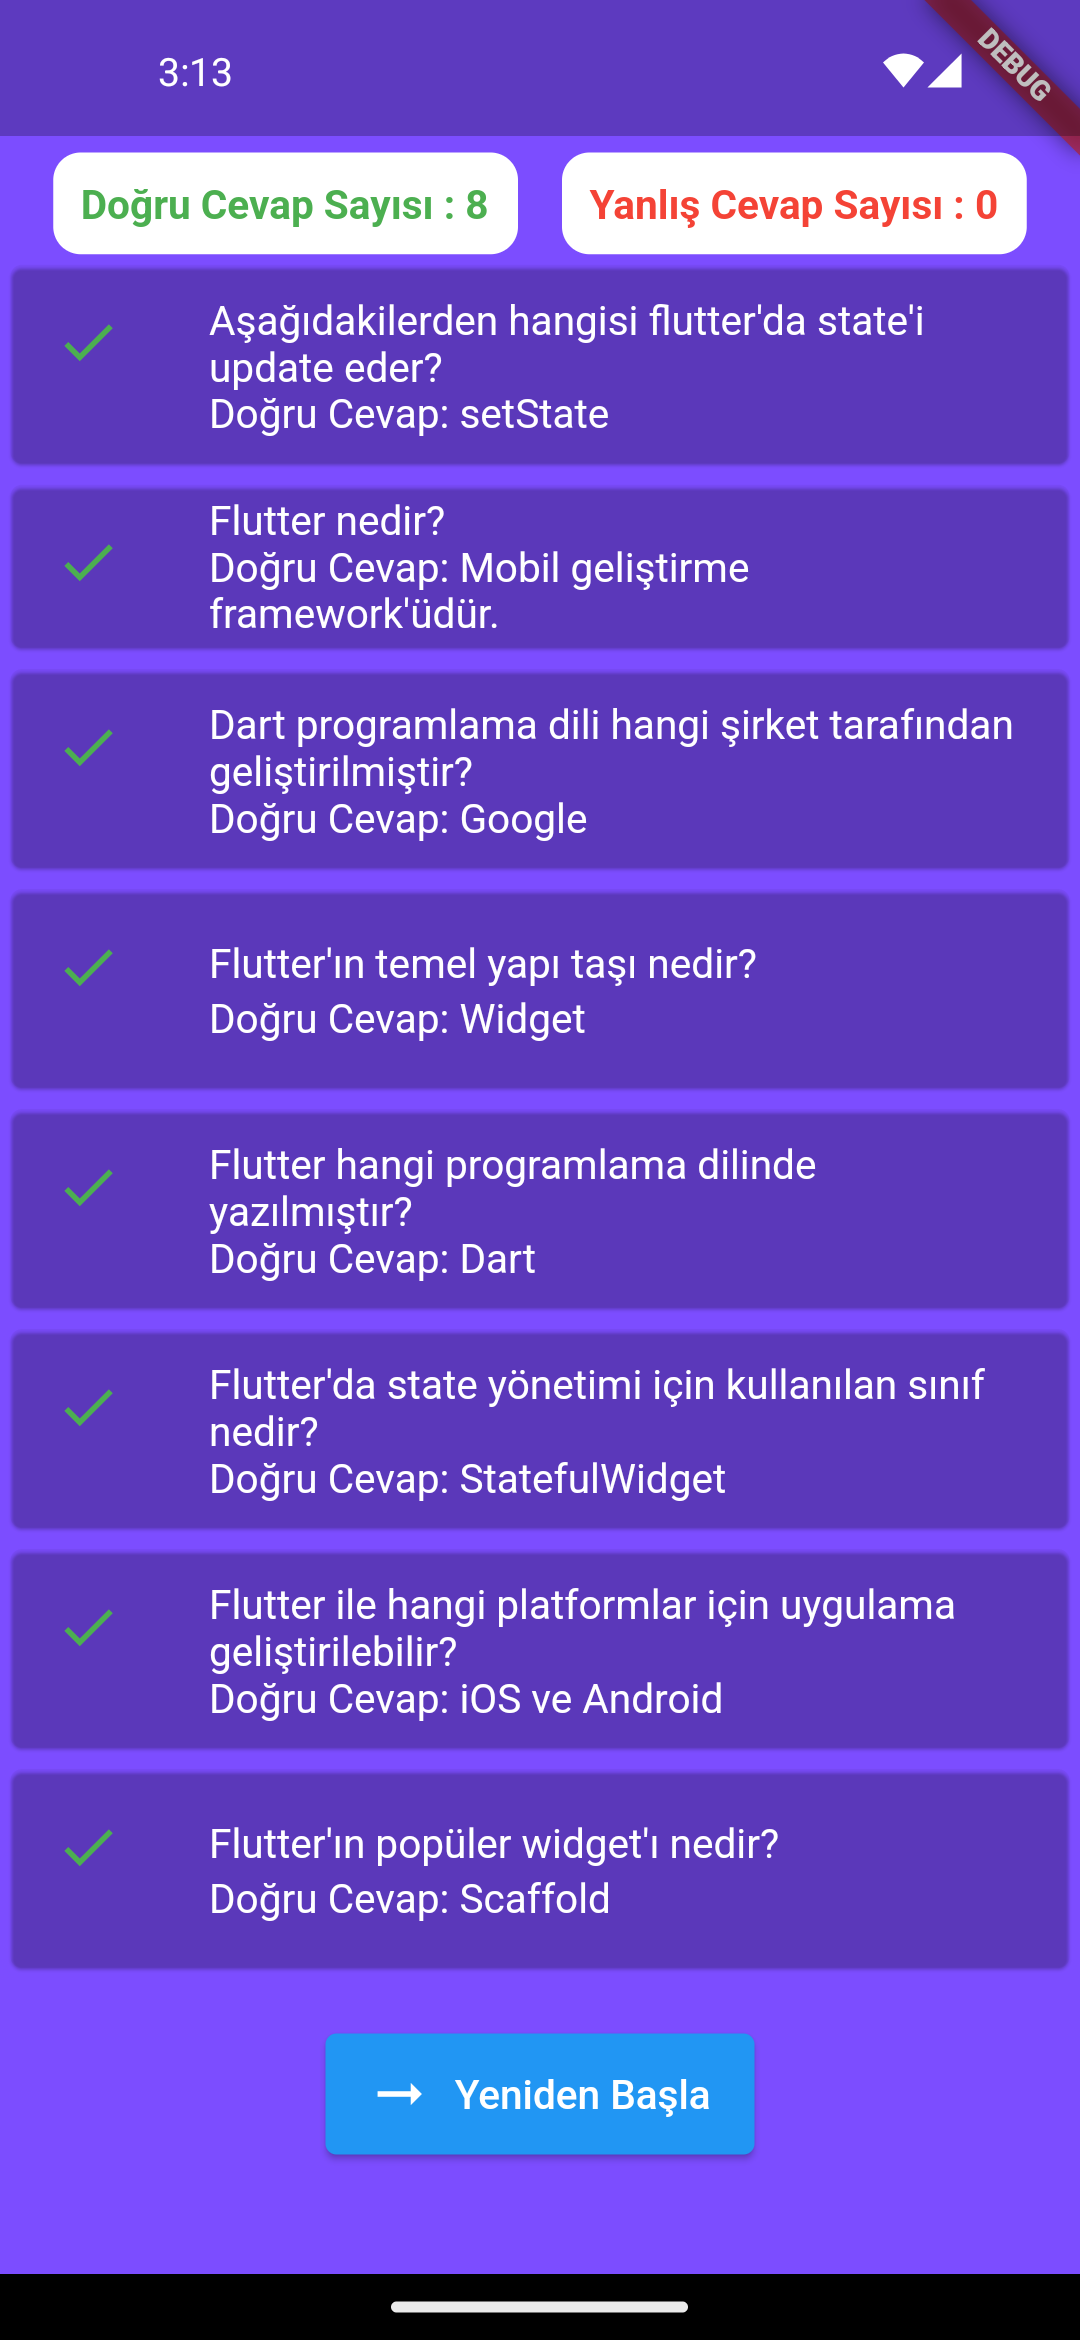 3:13
DEBUG
Doğru Cevap Sayısı : 8
Yanlış Cevap Sayısı : 0
Aşağıdakilerden hangisi flutter'da state'i
update eder?
Doğru Cevap: setState
Flutter nedir?
Doğru Cevap: Mobil geliştirme
framework'üdür.
Dart programlama dili hangi şirket tarafından
geliştirilmiştir?
Doğru Cevap: Google
Flutter'ın temel yapı taşı nedir?
Doğru Cevap: Widget
Flutter hangi programlama dilinde
yazılmıştır?
Doğru Cevap: Dart
Flutter'da state yönetimi için kullanılan sınıf
nedir?
Doğru Cevap: StatefulWidget
Flutter ile hangi platformlar için uygulama
geliştirilebilir?
Doğru Cevap: iOS ve Android
Flutter'ın popüler widget'ı nedir?
Doğru Cevap: Scaffold
Yeniden Başla